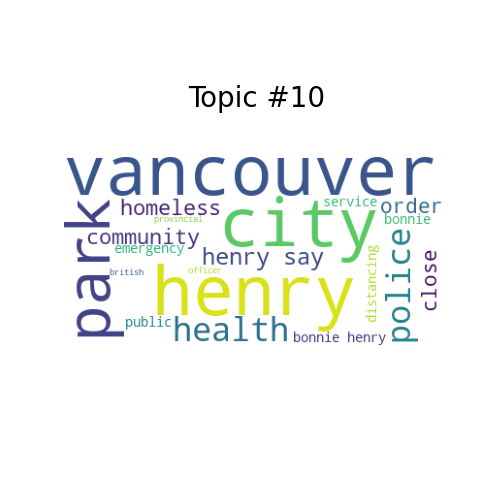 Topic #10
vancouver
park
homeless
service
order
provincial
city
bonnie
community
emergency
henry say
police
close
distancing
british
officer
henry
public
health
bonnie henry